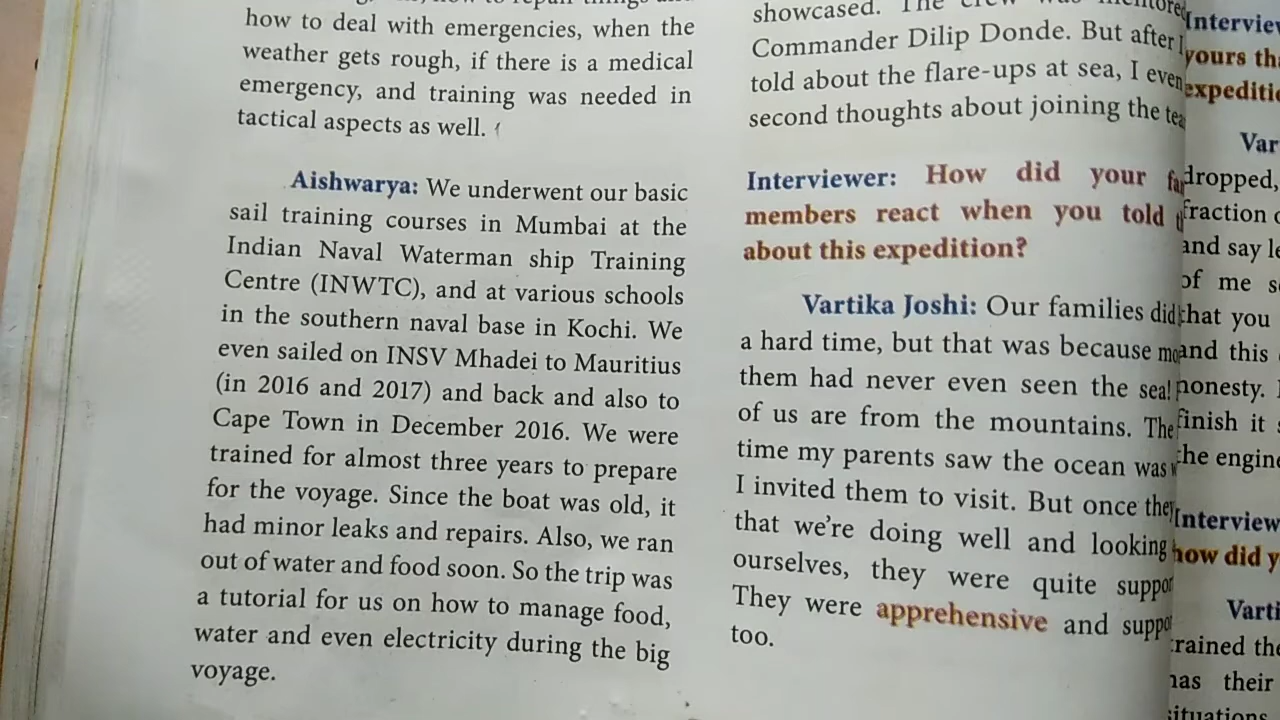 how to deal with emergencies, when the
weather gets rough, if there is a medical
emergency, and training was needed in
tactical aspects as well.
Aishwarya: We underwent our basic
sail training courses in Mumbai at the
Indian Naval Waterman ship Training
Centre (INWTC), and at various schools
in the southern naval base in Kochi. We
even sailed on INSV Mhadei to Mauritius
(in 2016 and 2017) and back and also to
Cape Town in December 2016. We were
trained for almost three years to prepare
for the voyage. Since the boat was old, it
had minor leaks and repairs. Also, we ran
out of water and food soon. So the trip was
a tutorial for us on how to manage food,
water and even electricity during the big
voyage.
showcased. The crew was
Commander Dilip Donde. But after I
told about the flare-ups at sea, I even
second thoughts about joining the
Interviewer: How did your
members react when you told
about this expedition?
Vartika Joshi: Our families did
a hard time, but that was because
them had never even seen the sea!
of us are from the mountains. The
time my parents saw the ocean was
I invited them to visit. But once they
that we're doing well and looking
ourselves, they were quite
They were apprehensive and
too.
yours
dropped,
fraction
and say
of me
that you
and this
honesty.
finish it
the
how did
trained
has their
situations